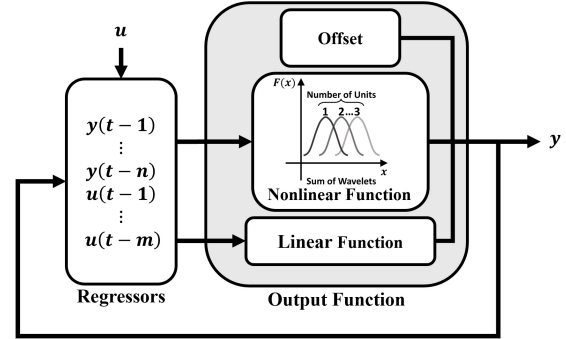 u
y(t − 1)
⋮
y(t − n)
u(t − 1)
⋮
u(t − m)
Regressors
Offset
F(x)
Number of Units
1 2...3
x
Sum of Wavelets
Nonlinear Function
Linear Function
Output Function
y